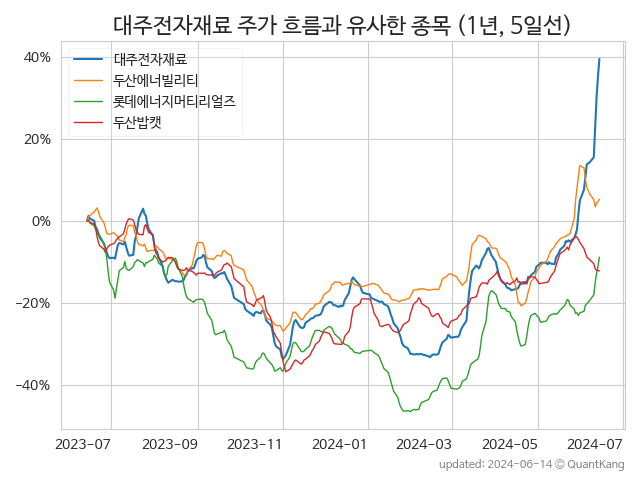 대주전자재료 주가 흐름과 유사한 종목 (1년, 5일선)
40%
20%
0%
−20%
−40%
대주전자재료
두산에너빌리티
롯데에너지머티리얼즈
두산밥캣
2023-07 2023-09 2023-11 2024-01 2024-03 2024-05 2024-07
updated: 2024-06-14 © QuantKang